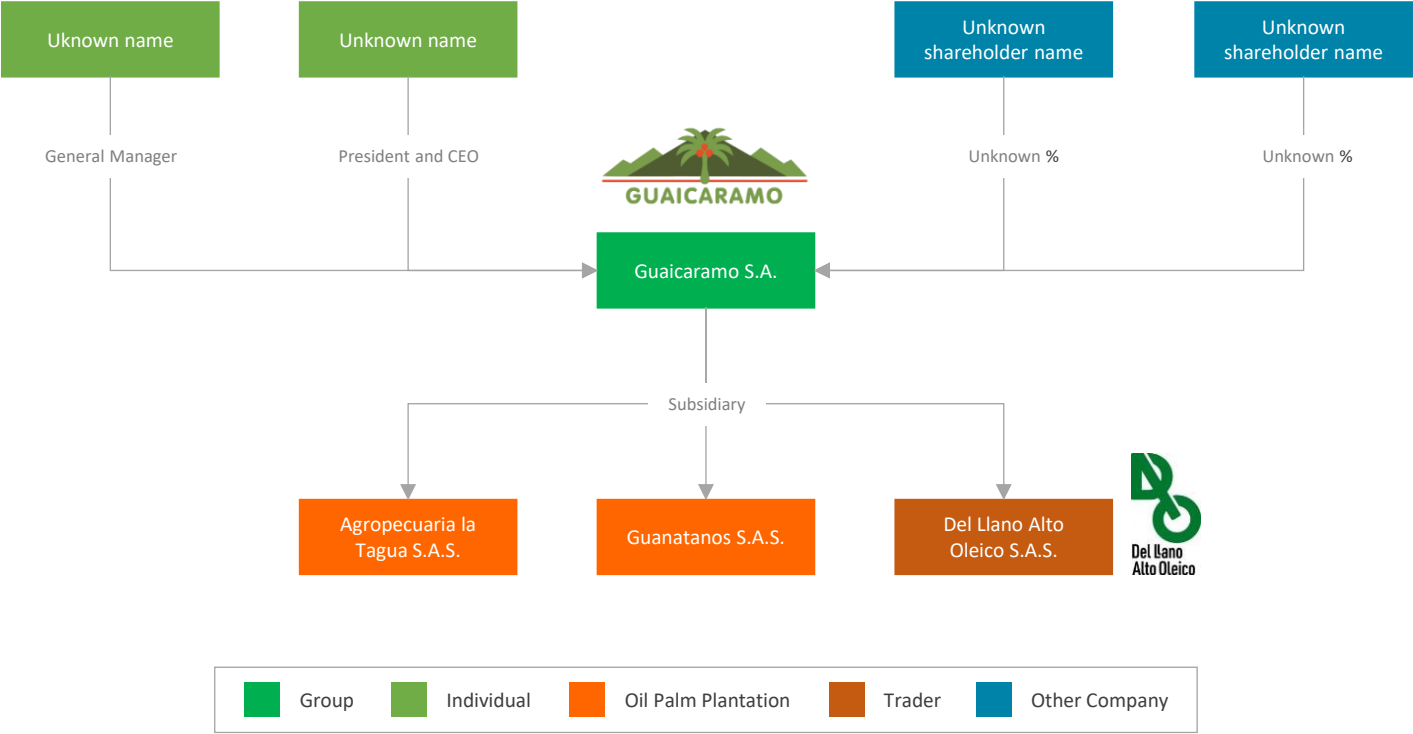 Uknown name
Unknown name
Unknown
shareholder name
Unknown
shareholder name
General Manager
President and CEO
Unknown %
Unknown %
GUAICARAMO
Guaicaramo S.A.
Subsidiary
Agropecuaria la
Tagua S.A.S.
Guanatanos S.A.S.
Del Llano Alto
Oleico S.A.S.
Del Llano
Alto Oleico
Group
Individual
Oil Palm Plantation
Trader
Other Company